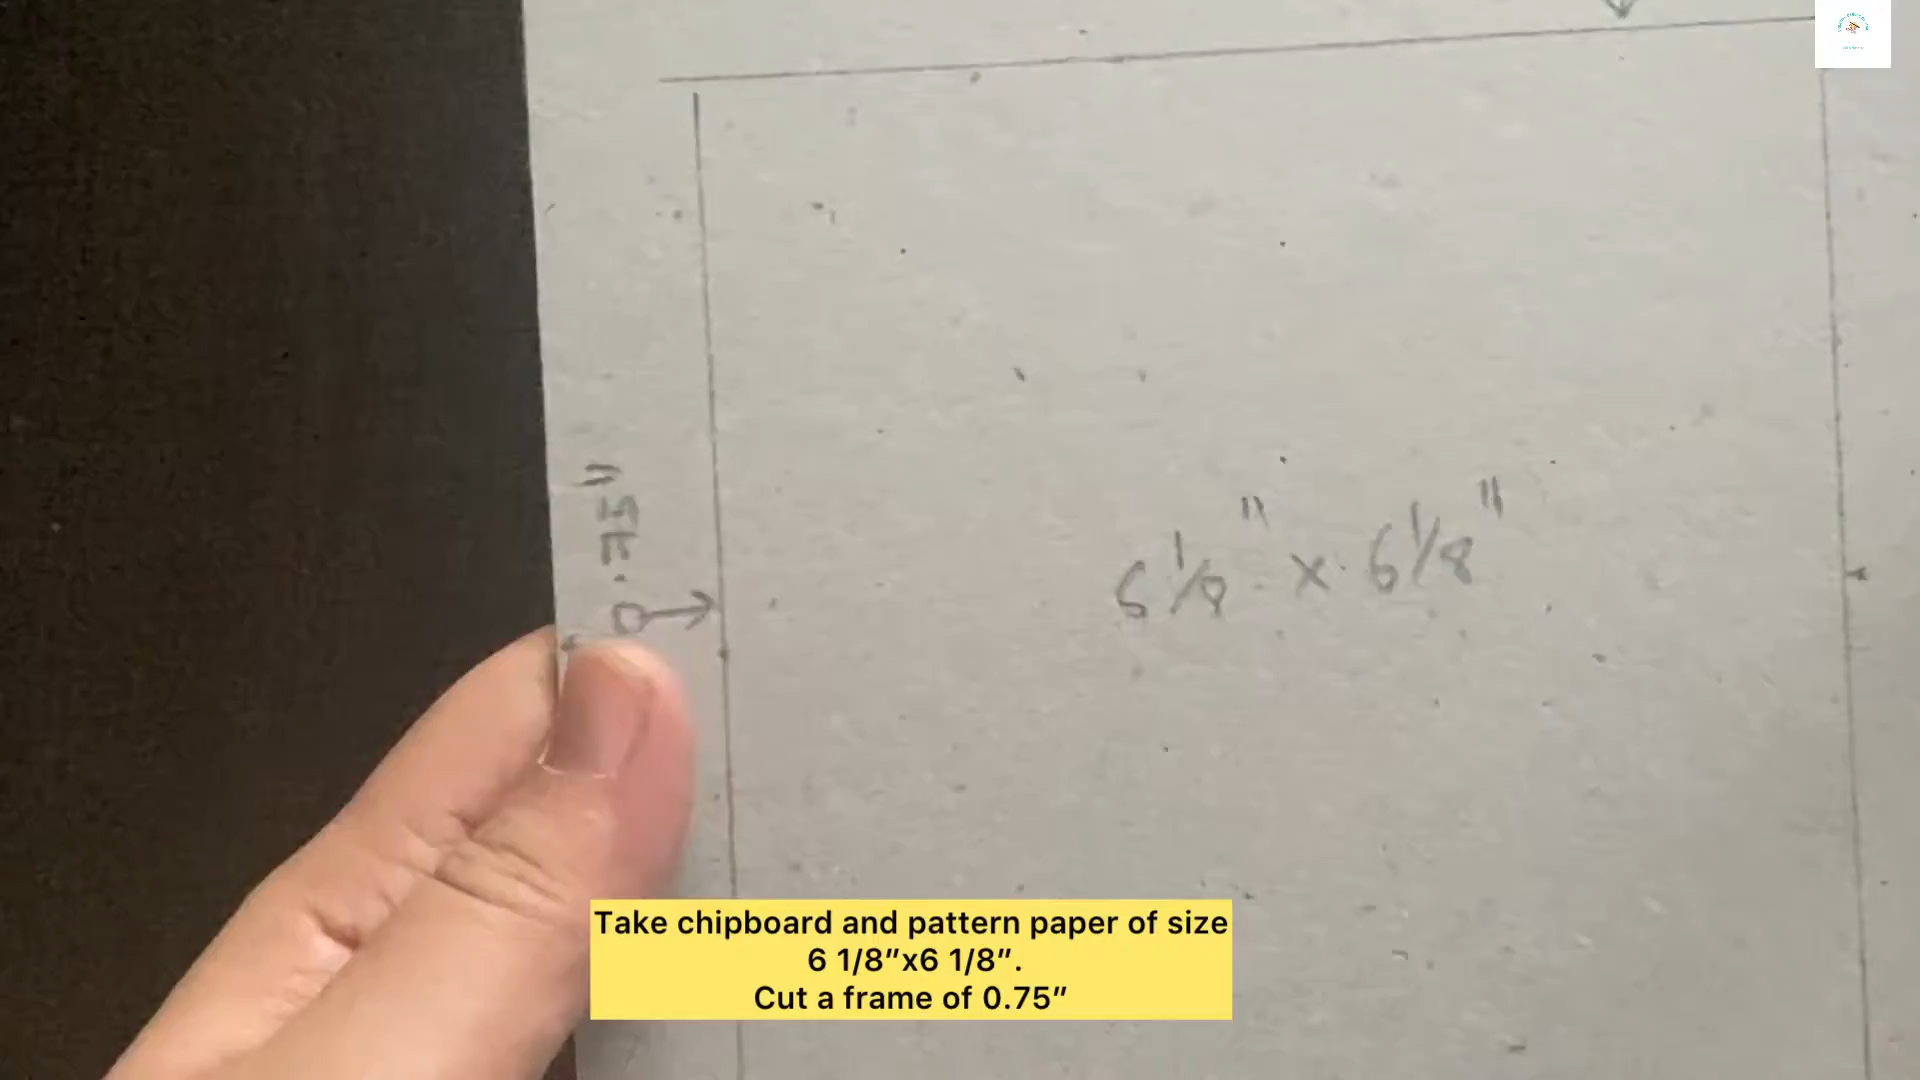 0.75"
6 1/8" x 6 1/8"
Take chipboard and pattern paper of size
6 1/8”x6 1/8”.
Cut a frame of 0.75”